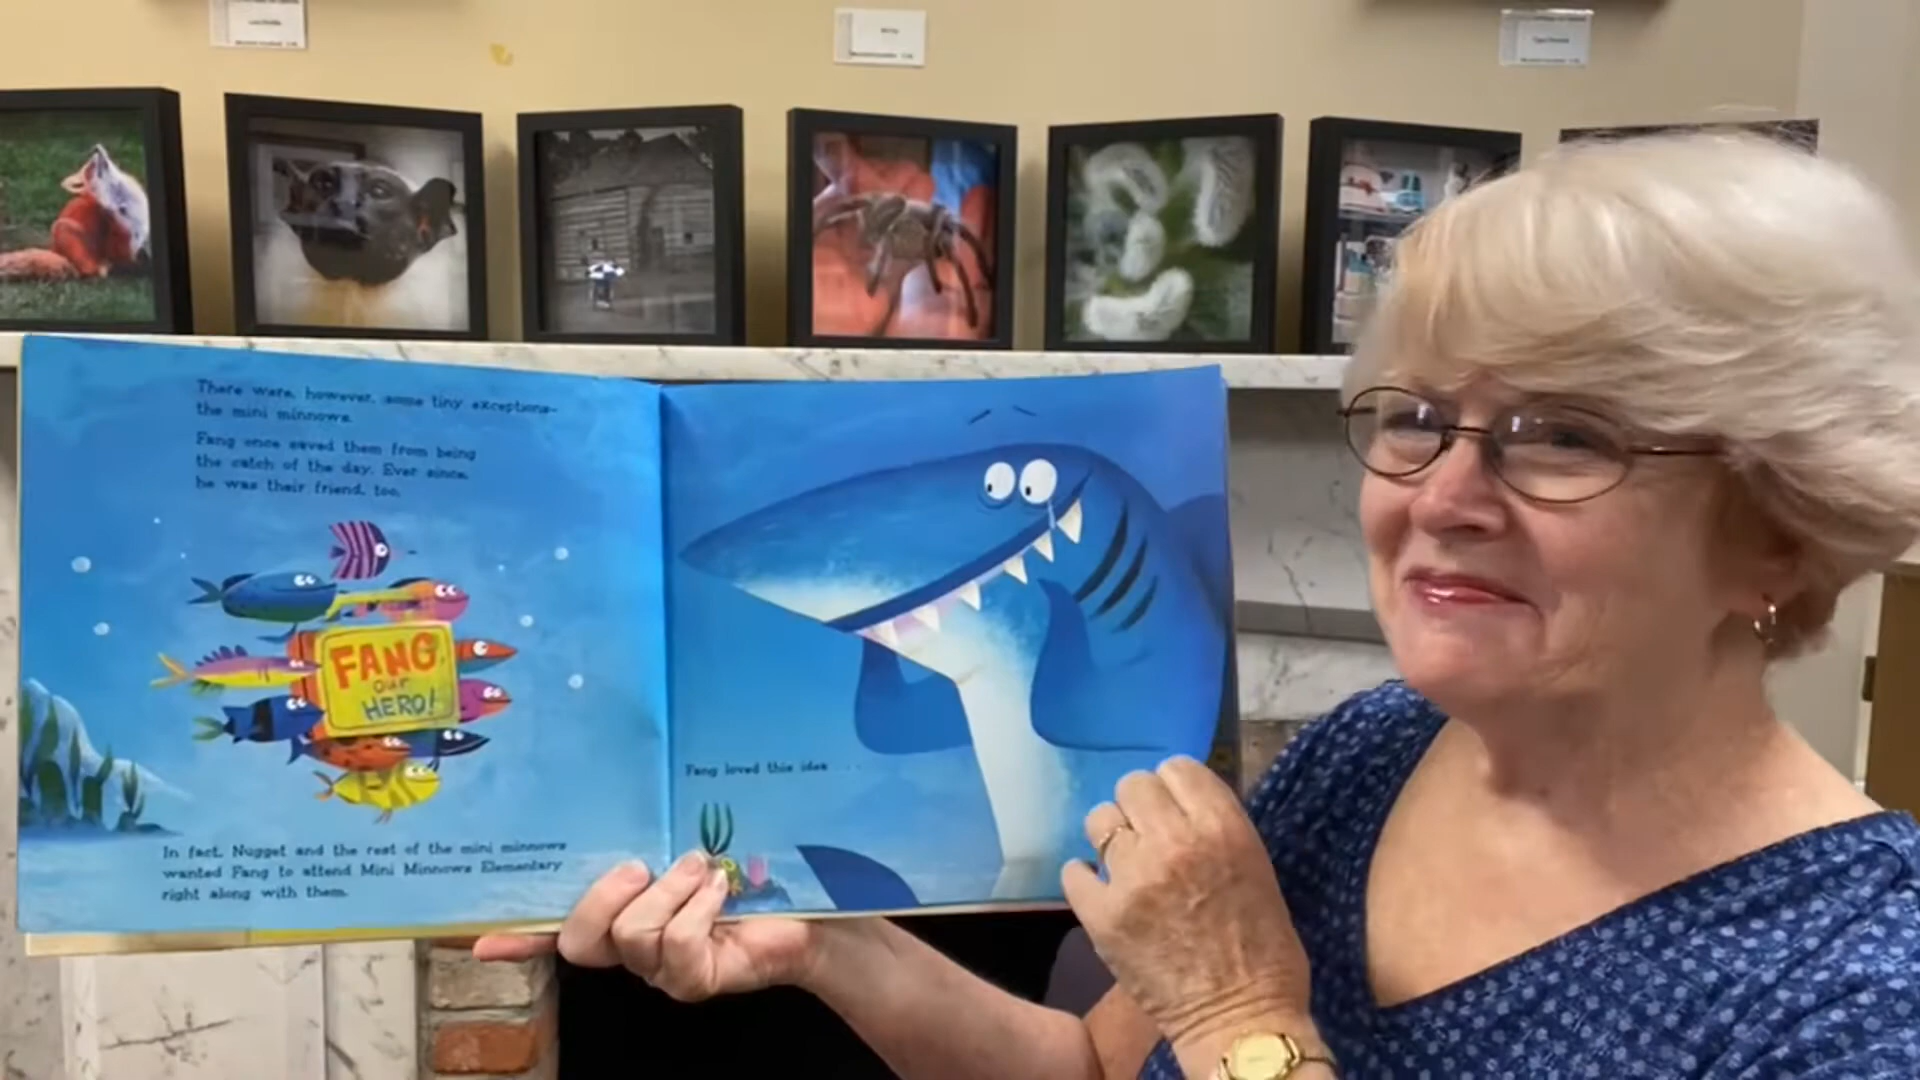 There were, however, some tiny exceptions—
the mini minnows.
Fang once saved them from being
the catch of the day. Ever since,
he was their friend, too.
FANG
our
HERO!
In fact, Nugget and the rest of the mini minnows
wanted Fang to attend Mini Minnows Elementary
right along with them.
Fang loved this idea . . .